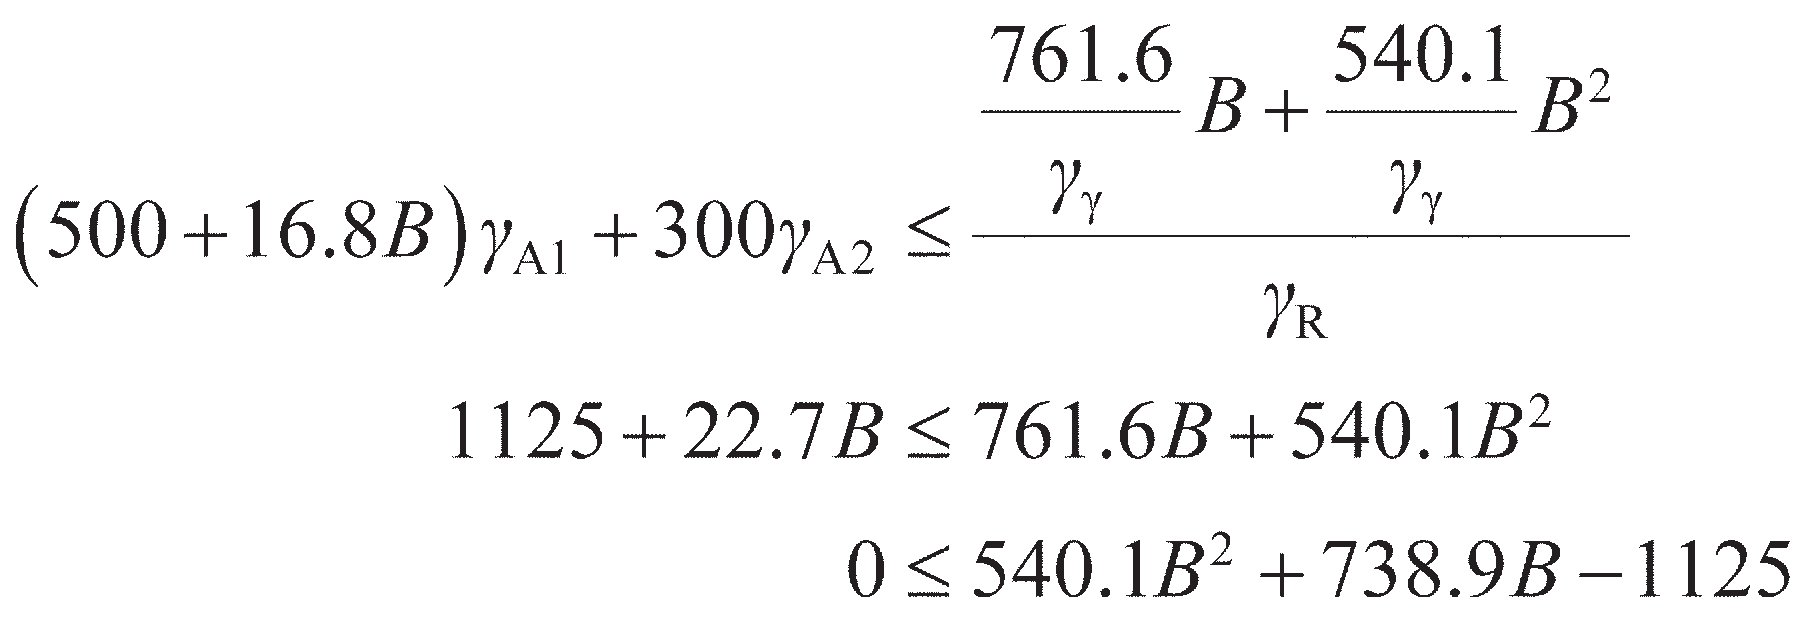 (500 + 16.8B)γ_A1 + 300γ_A2 ≤ (761.6/γ_γ B + 540.1/γ_γ B²)/γ_R
1125 + 22.7B ≤ 761.6B + 540.1B²
0 ≤ 540.1B² + 738.9B − 1125